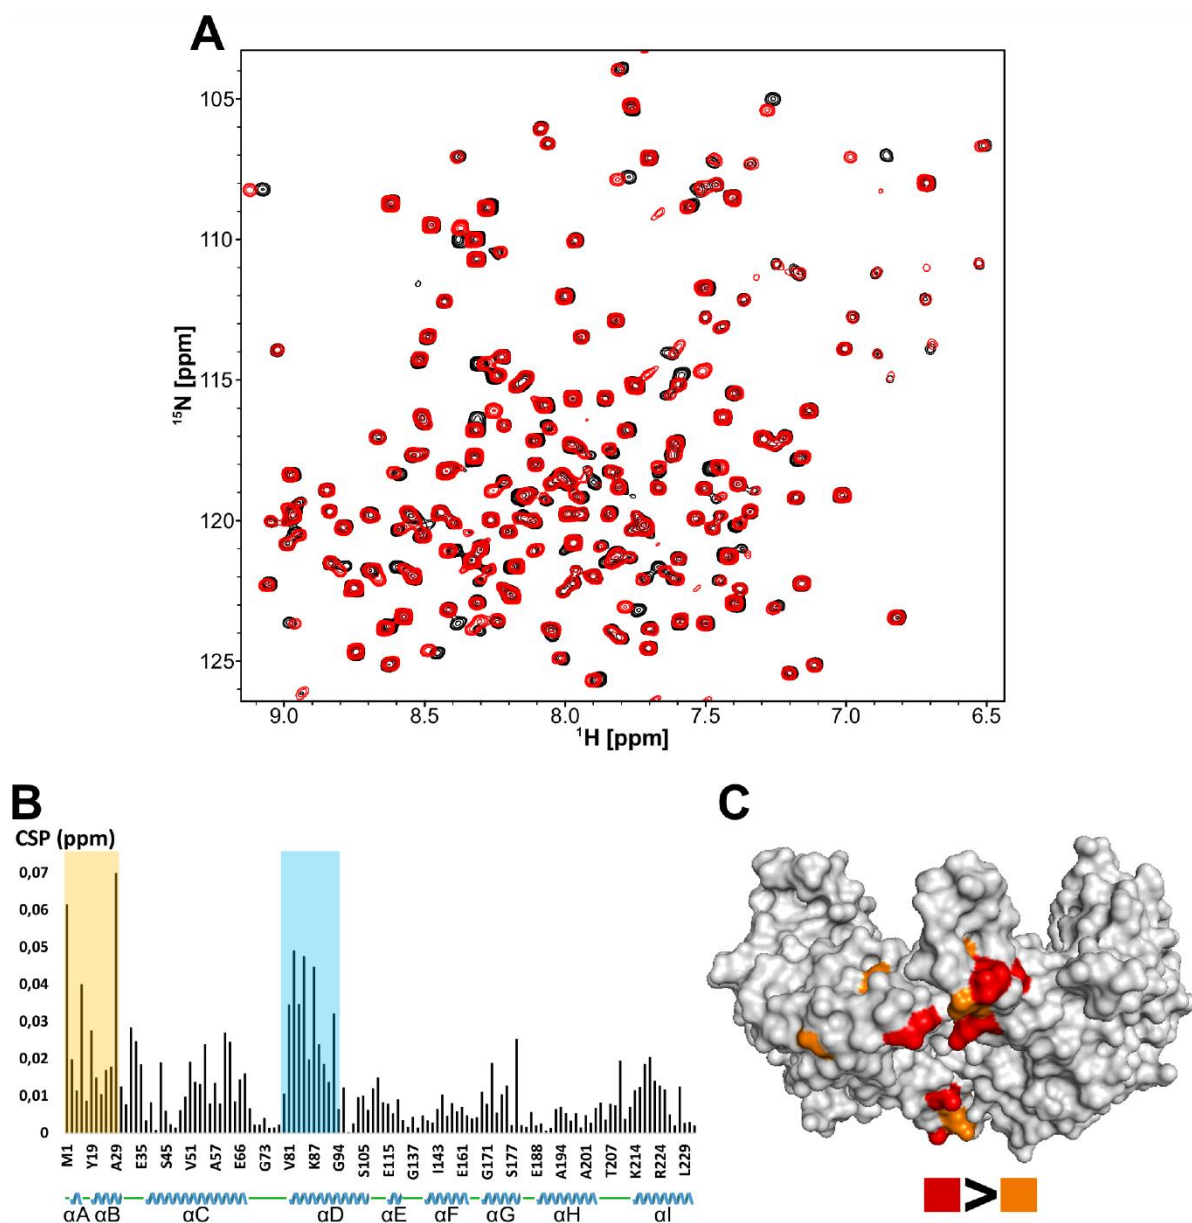 A
105
110
115
120
125
¹⁵N [ppm]
9.0 8.5 8.0 7.5 7.0 6.5
¹H [ppm]
B
CSP (ppm)
0,07
0,06
0,05
0,04
0,03
0,02
0,01
0
M1 Y19 A29 E35 S45 V51 A57 E66 G73 V81 K87 G94 S105 E115 G137 I143 E161 G171 S177 E188 A194 A201 T207 K214 R224 L229
αA αB αC αD αE αF αG αH αI
C
>